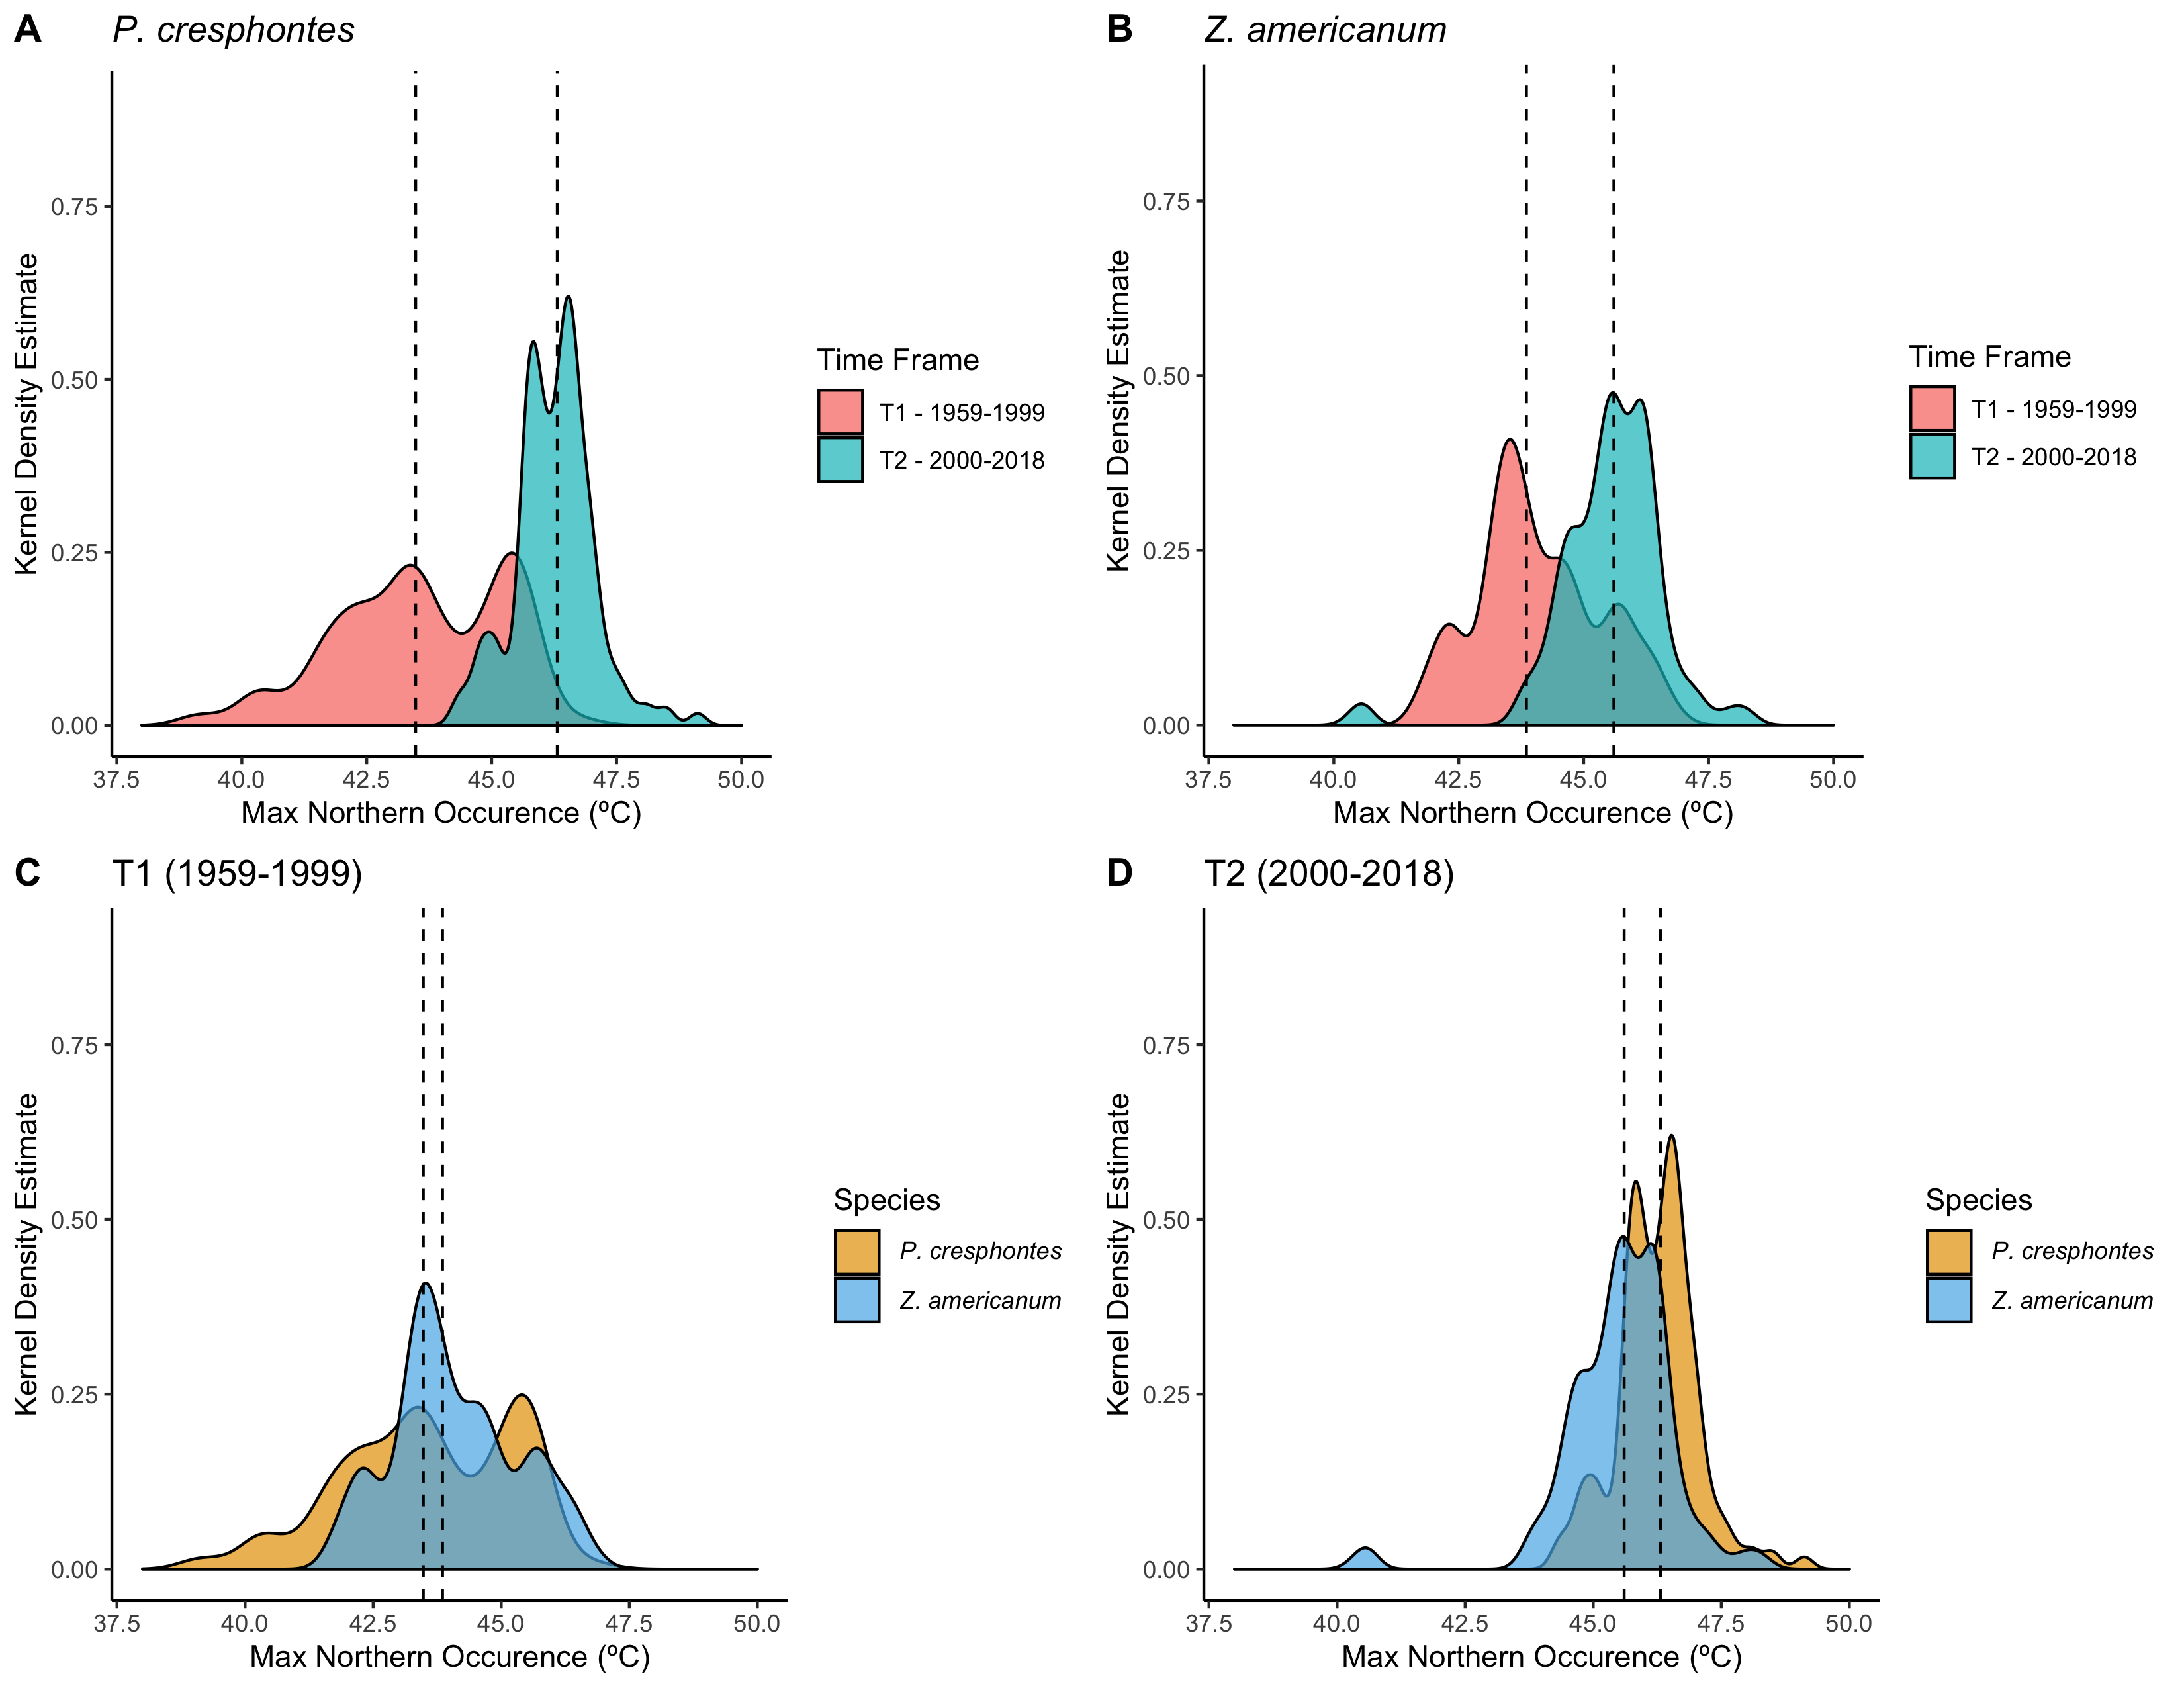 A P. cresphontes
Kernel Density Estimate
0.75
0.50
0.25
0.00
37.5 40.0 42.5 45.0 47.5 50.0
Max Northern Occurence (ºC)
Time Frame
T1 - 1959-1999
T2 - 2000-2018
B Z. americanum
Kernel Density Estimate
0.75
0.50
0.25
0.00
37.5 40.0 42.5 45.0 47.5 50.0
Max Northern Occurence (ºC)
Time Frame
T1 - 1959-1999
T2 - 2000-2018
C T1 (1959-1999)
Kernel Density Estimate
0.75
0.50
0.25
0.00
37.5 40.0 42.5 45.0 47.5 50.0
Max Northern Occurence (ºC)
Species
P. cresphontes
Z. americanum
D T2 (2000-2018)
Kernel Density Estimate
0.75
0.50
0.25
0.00
37.5 40.0 42.5 45.0 47.5 50.0
Max Northern Occurence (ºC)
Species
P. cresphontes
Z. americanum